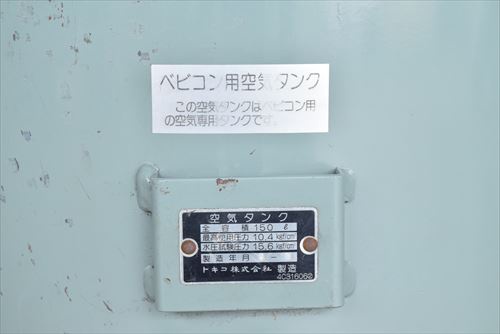 ベビコン用空気タンク
この空気タンクはベビコン用
の空気専用タンクです
空気タンク
全容積 150 ℓ
最高使用圧力 10.4 kgf/cm²
水圧試験圧力 15.6 kgf/cm²
製造年月 —
トキコ株式会社 製造
4C316062